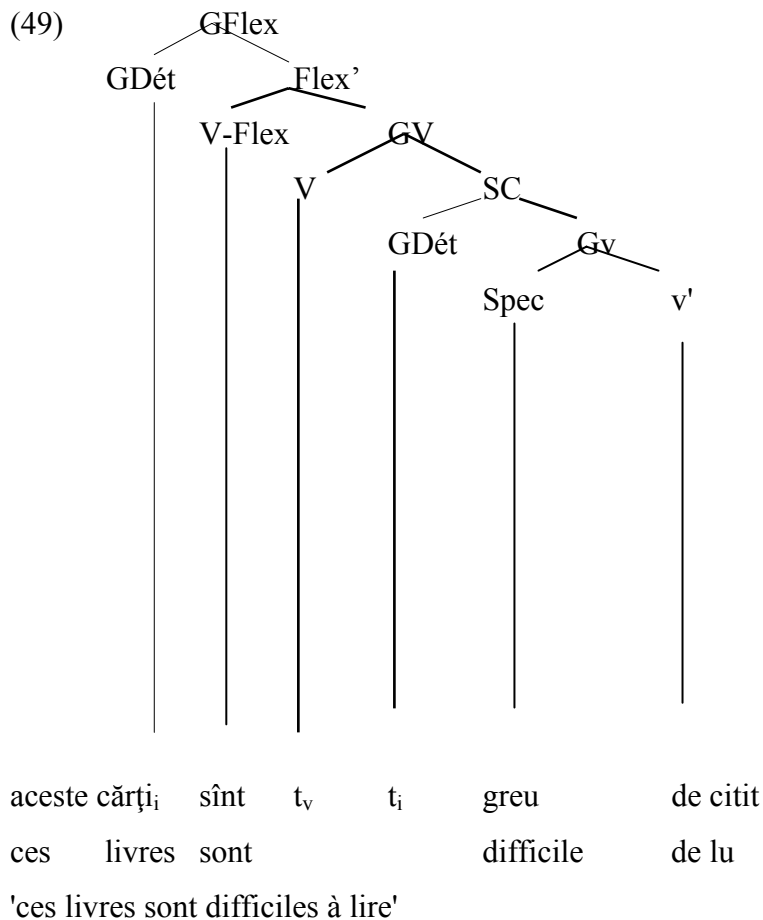 (49) GFlex
GDét Flex’
V-Flex GV
V SC
GDét Gv
Spec v'
aceste cărţiᵢ sînt tᵥ tᵢ greu de citit
ces livres sont difficile de lu
'ces livres sont difficiles à lire'